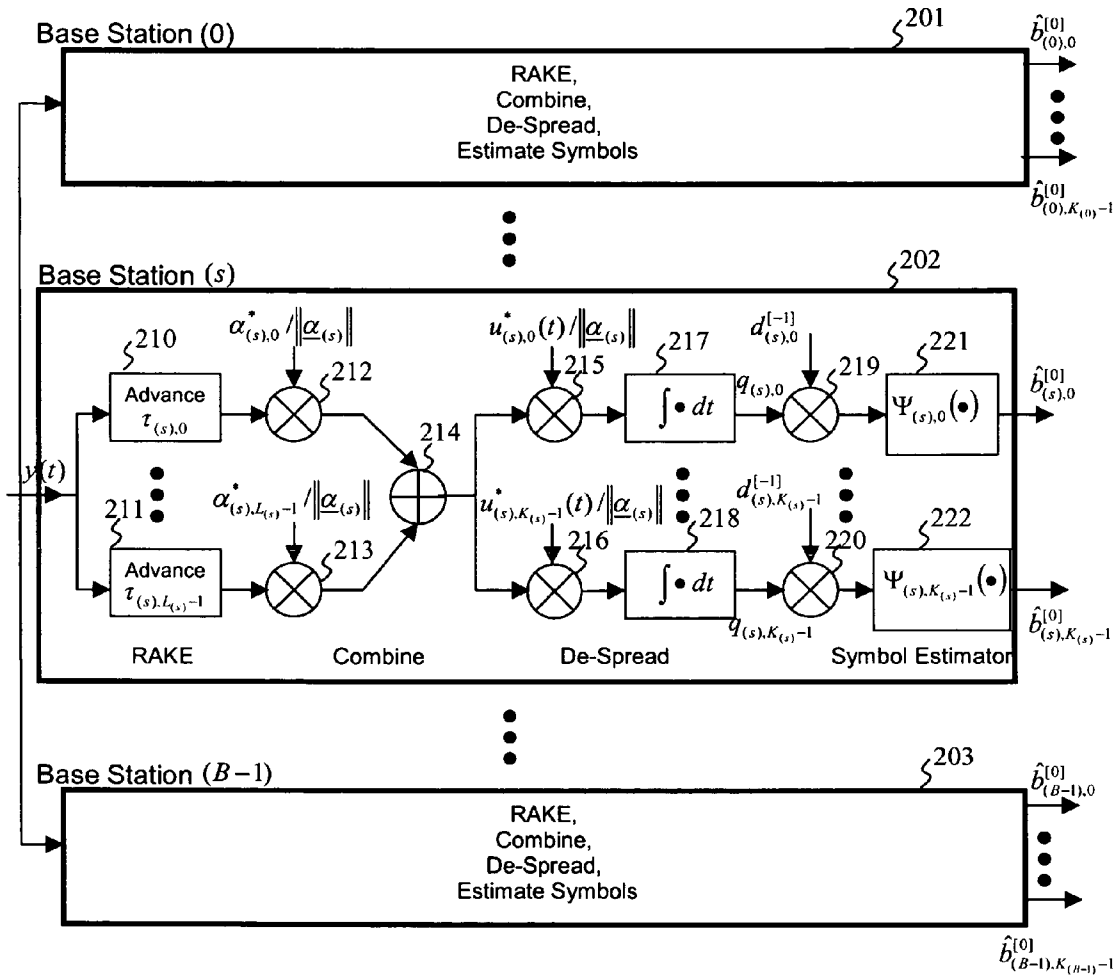 Base Station (0)
201
b̂_{(0),0}^{[0]}
RAKE,
Combine,
De-Spread,
Estimate Symbols
b̂_{(0),K_{(0)}-1}^{[0]}
Base Station (s)
202
α*_{(s),0}/‖α_{(s)}‖
u*_{(s),0}(t)/‖α_{(s)}‖
d_{(s),0}^{[-1]}
210
212
215
217
219
221
Advance
τ_{(s),0}
∫•dt
q_{(s),0}
Ψ_{(s),0}(•)
b̂_{(s),0}^{[0]}
214
y(t)
α*_{(s),L_{(s)}-1}/‖α_{(s)}‖
u*_{(s),K_{(s)}-1}(t)/‖α_{(s)}‖
d_{(s),K_{(s)}-1}^{[-1]}
211
213
216
218
220
222
Advance
τ_{(s),L_{(s)}-1}
∫•dt
q_{(s),K_{(s)}-1}
Ψ_{(s),K_{(s)}-1}(•)
b̂_{(s),K_{(s)}-1}^{[0]}
RAKE
Combine
De-Spread
Symbol Estimator
Base Station (B-1)
203
b̂_{(B-1),0}^{[0]}
RAKE,
Combine,
De-Spread,
Estimate Symbols
b̂_{(B-1),K_{(B-1)}-1}^{[0]}